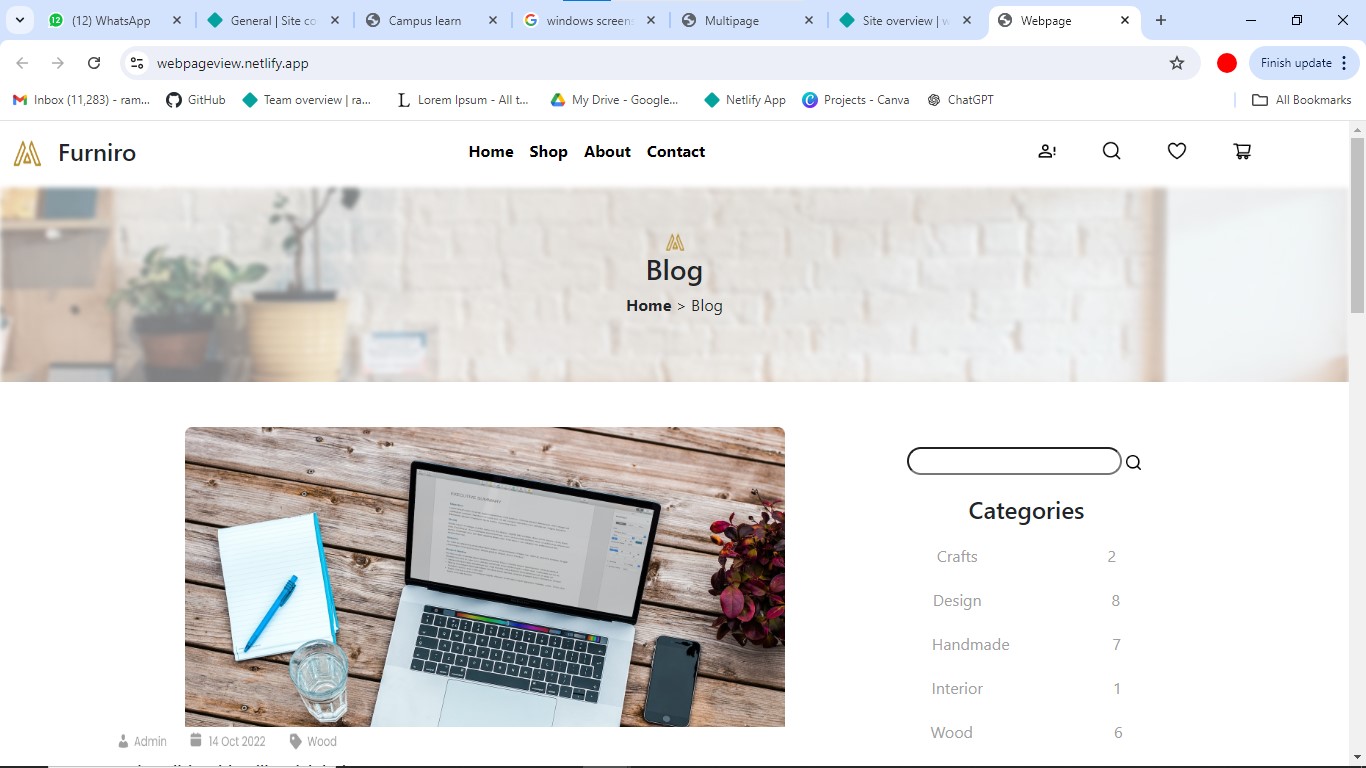 (12) WhatsApp
General | Site co
Campus learn
windows screens
Multipage
Site overview | w
Webpage
webpageview.netlify.app
Finish update
Inbox (11,283) - ram...
GitHub
Team overview | ra...
Lorem Ipsum - All t...
My Drive - Google...
Netlify App
Projects - Canva
ChatGPT
All Bookmarks
Furniro
Home Shop About Contact
Blog
Home > Blog
EXECUTIVE SUMMARY
Categories
Crafts 2
Design 8
Handmade 7
Interior 1
Wood 6
Admin 14 Oct 2022 Wood